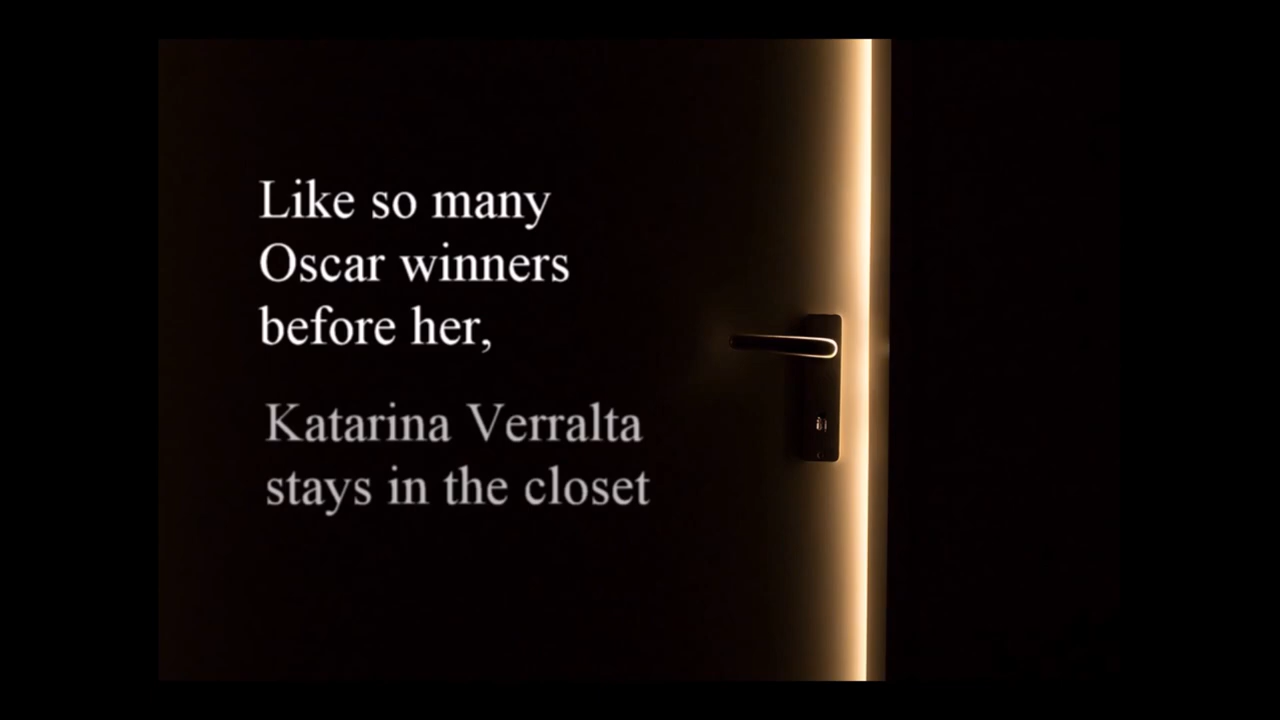 Like so many
Oscar winners
before her,
Katarina Verralta
stays in the closet